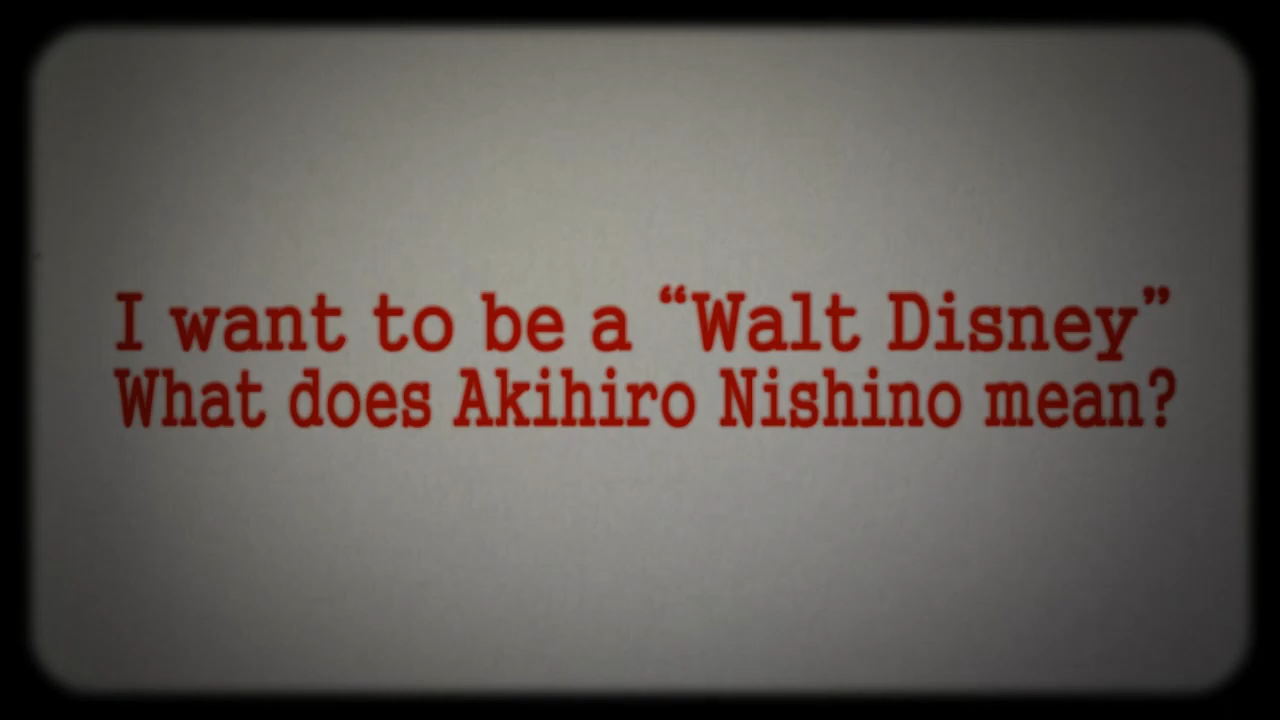 I want to be a “Walt Disney”
What does Akihiro Nishino mean?